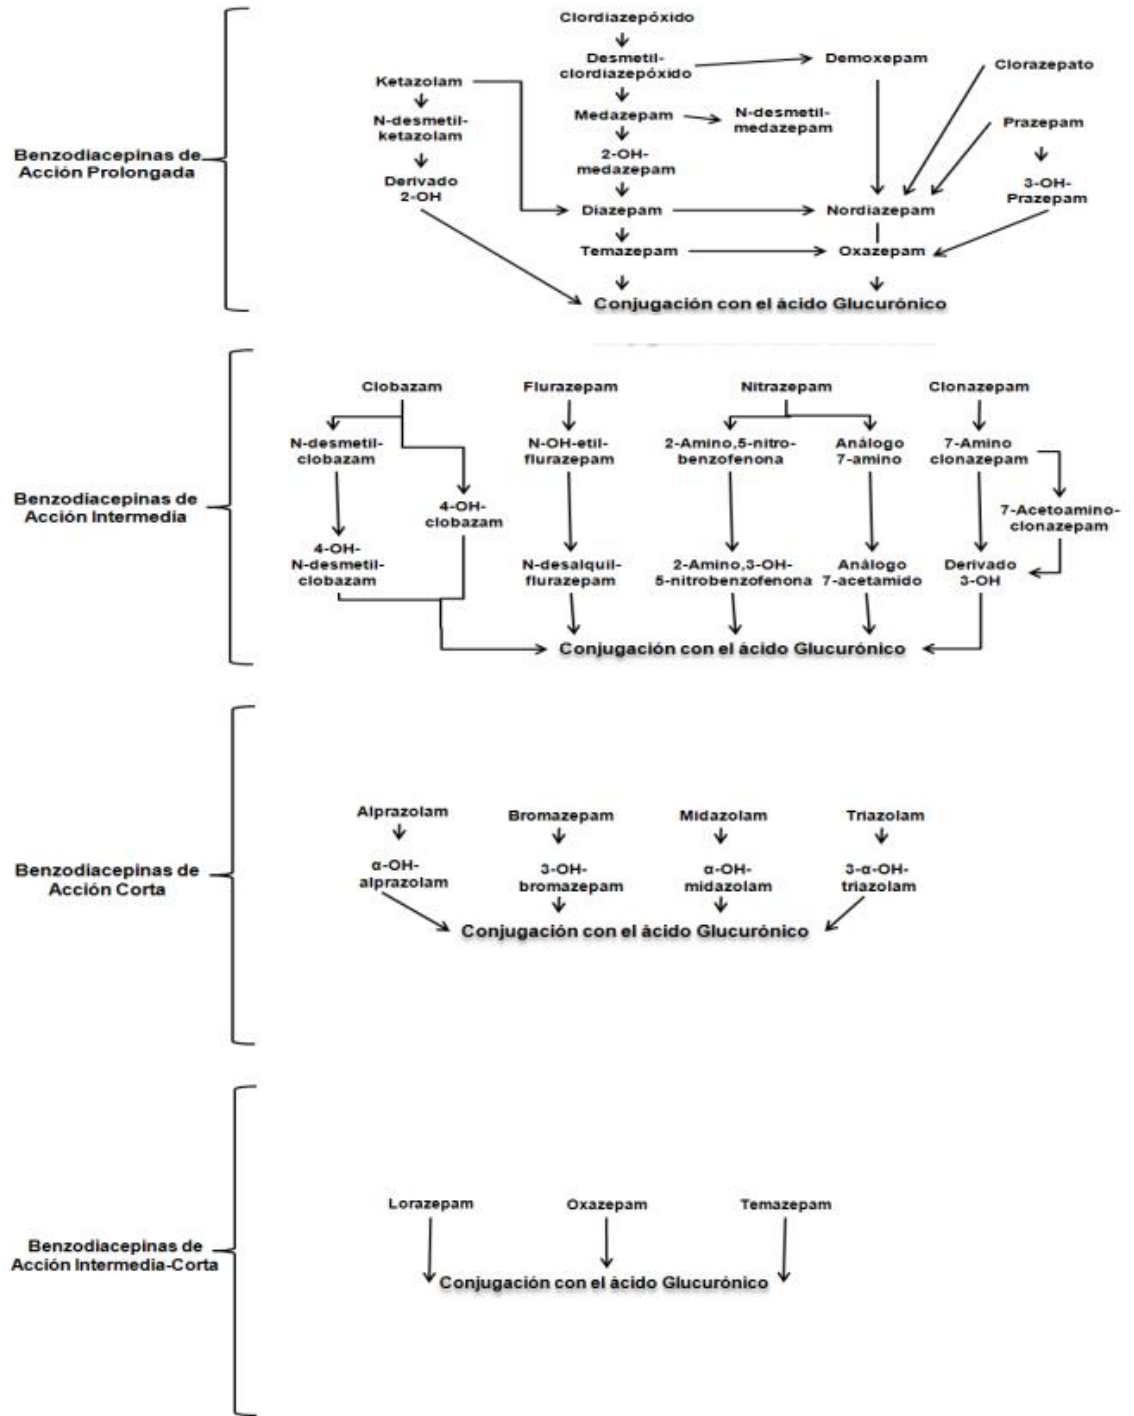 Benzodiacepinas de
Acción Prolongada
Clordiazepóxido
Desmetil-
clordiazepóxido
Demoxepam
Clorazepato
Ketazolam
N-desmetil-
ketazolam
Medazepam
N-desmetil-
medazepam
Prazepam
2-OH-
medazepam
Derivado
2-OH
3-OH-
Prazepam
Diazepam
Nordiazepam
Temazepam
Oxazepam
Conjugación con el ácido Glucurónico
Benzodiacepinas de
Acción Intermedia
Clobazam
Flurazepam
Nitrazepam
Clonazepam
N-desmetil-
clobazam
N-OH-etil-
flurazepam
2-Amino,5-nitro-
benzofenona
Análogo
7-amino
7-Amino
clonazepam
4-OH-
clobazam
7-Acetoamino-
clonazepam
4-OH-
N-desmetil-
clobazam
N-desalquil-
flurazepam
2-Amino,3-OH-
5-nitrobenzofenona
Análogo
7-acetamido
Derivado
3-OH
Conjugación con el ácido Glucurónico
Benzodiacepinas de
Acción Corta
Alprazolam
Bromazepam
Midazolam
Triazolam
α-OH-
alprazolam
3-OH-
bromazepam
α-OH-
midazolam
3-α-OH-
triazolam
Conjugación con el ácido Glucurónico
Benzodiacepinas de
Acción Intermedia-Corta
Lorazepam
Oxazepam
Temazepam
Conjugación con el ácido Glucurónico